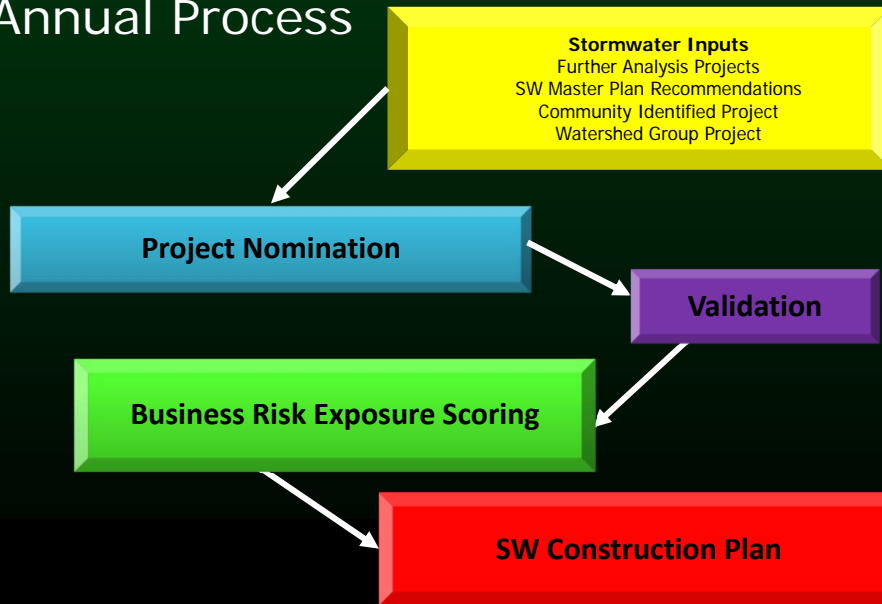 Annual Process
Stormwater Inputs
Further Analysis Projects
SW Master Plan Recommendations
Community Identified Project
Watershed Group Project
Project Nomination
Validation
Business Risk Exposure Scoring
SW Construction Plan